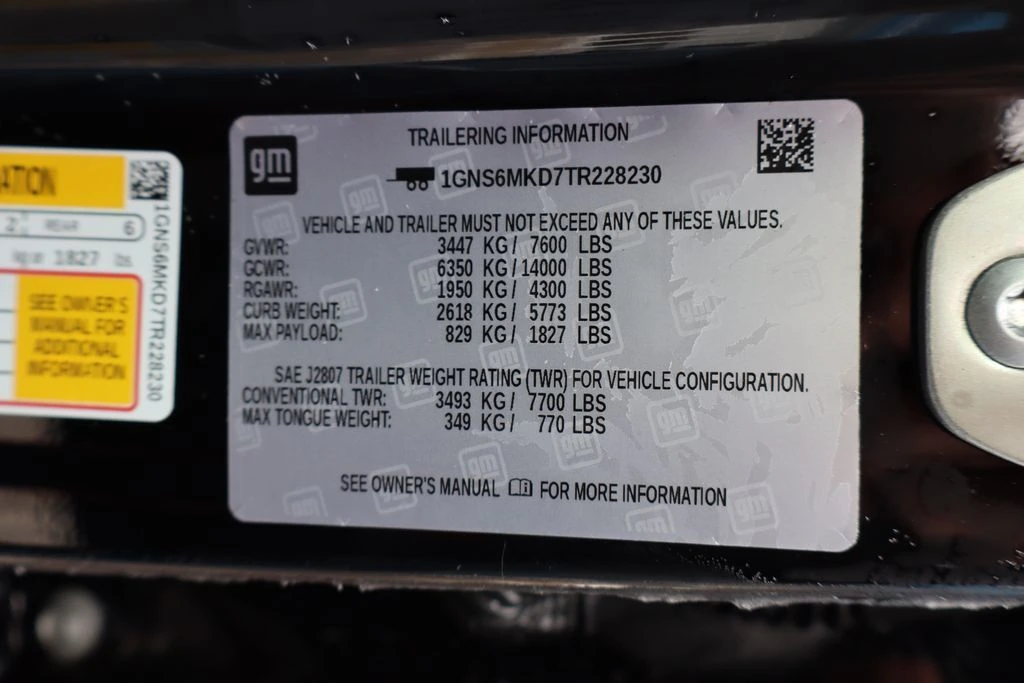 ATION
REAR 6
1827 lbs
SEE OWNER'S
MANUAL FOR
ADDITIONAL
INFORMATION
1GNS6MKD7TR228230
gm
TRAILERING INFORMATION
1GNS6MKD7TR228230
VEHICLE AND TRAILER MUST NOT EXCEED ANY OF THESE VALUES.
GVWR: 3447 KG/ 7600 LBS
GCWR: 6350 KG/14000 LBS
RGAWR: 1950 KG/ 4300 LBS
CURB WEIGHT: 2618 KG/ 5773 LBS
MAX PAYLOAD: 829 KG/ 1827 LBS
SAE J2807 TRAILER WEIGHT RATING (TWR) FOR VEHICLE CONFIGURATION.
CONVENTIONAL TWR: 3493 KG/ 7700 LBS
MAX TONGUE WEIGHT: 349 KG/ 770 LBS
SEE OWNER'S MANUAL FOR MORE INFORMATION